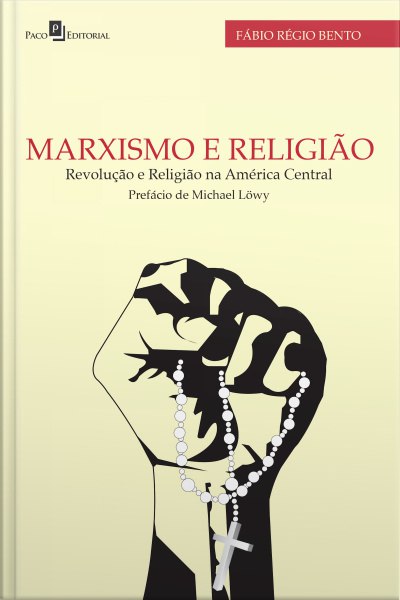 PACO EDITORIAL
FÁBIO RÉGIO BENTO
MARXISMO E RELIGIÃO
Revolução e Religião na América Central
Prefácio de Michael Löwy